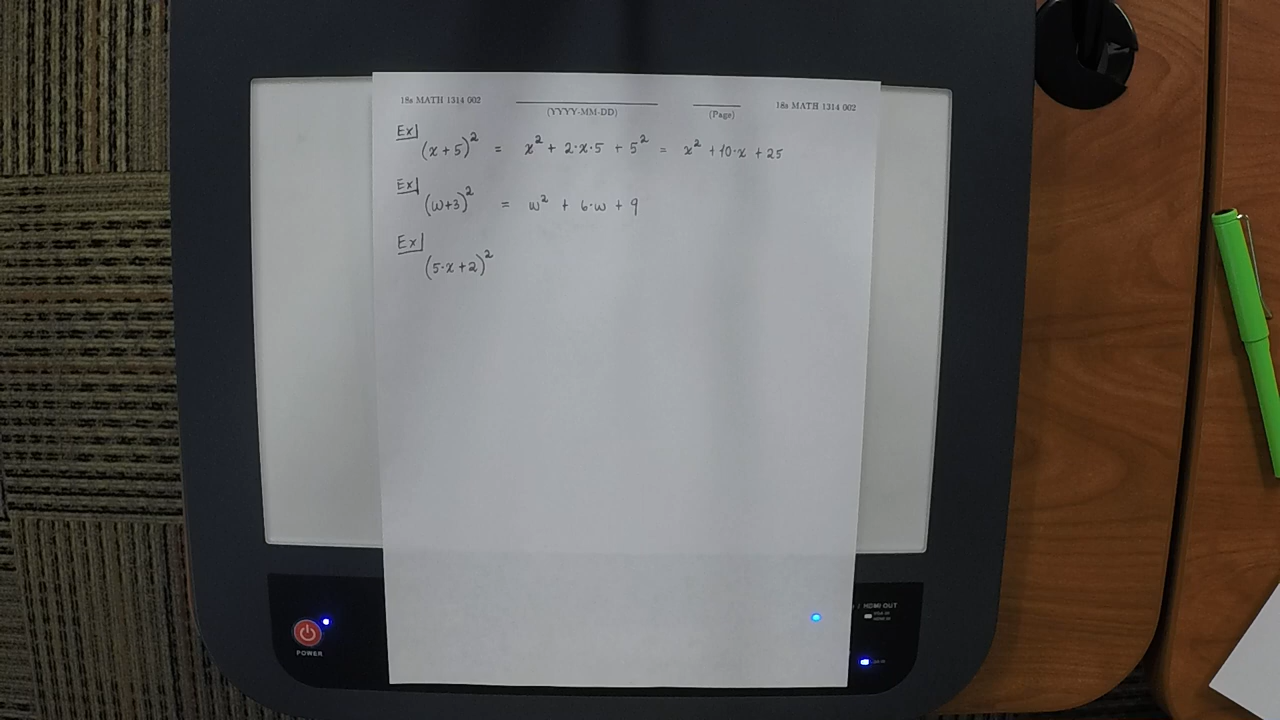 18s MATH 1314 002 (YYYY-MM-DD) (Page) 18s MATH 1314 002
Ex
(x+5)² = x² + 2·x·5 + 5² = x² + 10·x + 25
Ex
(w+3)² = w² + 6·w + 9
Ex
(5·x+2)²
/ HDMI OUT
POWER